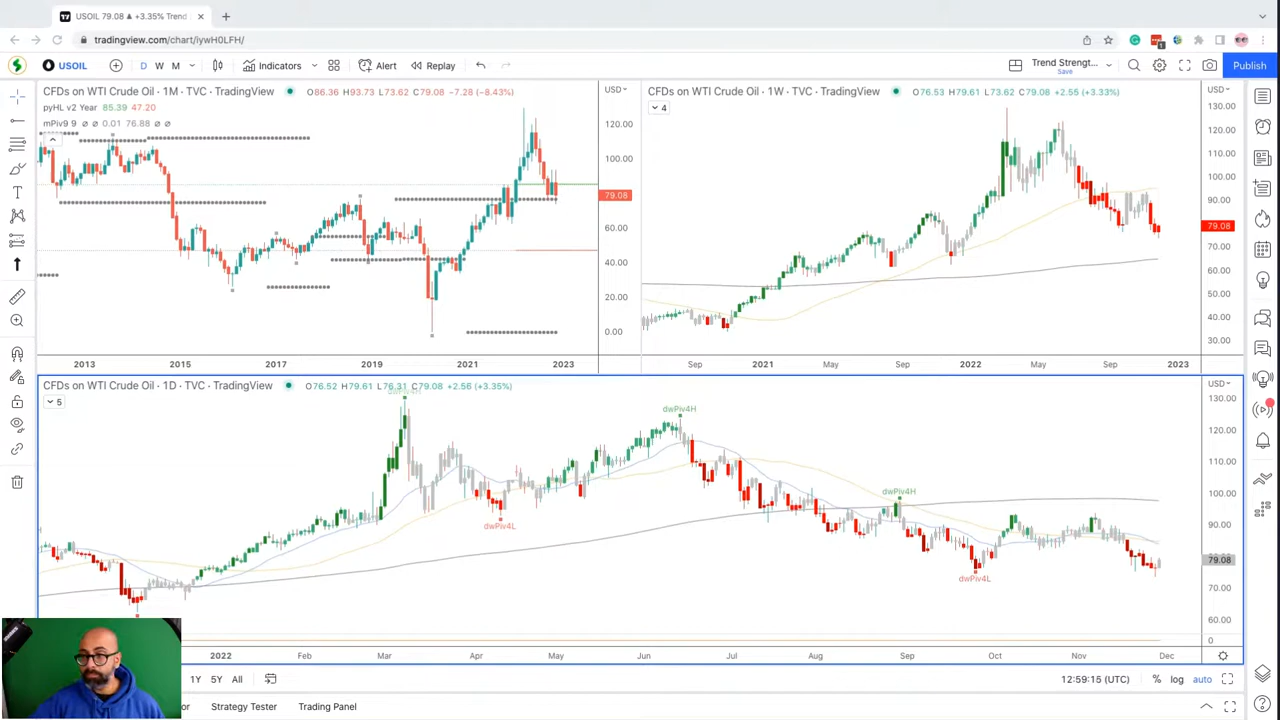 USOIL 79.08 ▲ +3.35% Trend
tradingview.com/chart/iywH0LFH/
USOIL
D W M
Indicators
Alert
Replay
Trend Strengt...
Save
Publish
CFDs on WTI Crude Oil · 1M · TVC · TradingView
O86.36 H93.73 L73.62 C79.08 -7.28 (-8.43%)
pyHL v2 Year 85.39 47.20
mPiv9 9 ø ø 0.01 76.88 ø ø
USD
120.00
100.00
79.08
60.00
40.00
20.00
0.00
2013 2015 2017 2019 2021 2023
CFDs on WTI Crude Oil · 1W · TVC · TradingView
O76.53 H79.61 L73.62 C79.08 +2.55 (+3.33%)
4
USD
130.00
120.00
110.00
100.00
90.00
79.08
70.00
60.00
50.00
40.00
30.00
Sep 2021 May Sep 2022 May Sep 2023
CFDs on WTI Crude Oil · 1D · TVC · TradingView
O76.52 H79.61 L76.31 C79.08 +2.56 (+3.35%)
5
dwPiv4H
dwPiv4H
dwPiv4L
dwPiv4H
dwPiv4L
USD
130.00
120.00
110.00
100.00
90.00
79.08
70.00
60.00
0
2022 Feb Mar Apr May Jun Jul Aug Sep Oct Nov Dec
1Y 5Y All
12:59:15 (UTC)
% log auto
Strategy Tester
Trading Panel